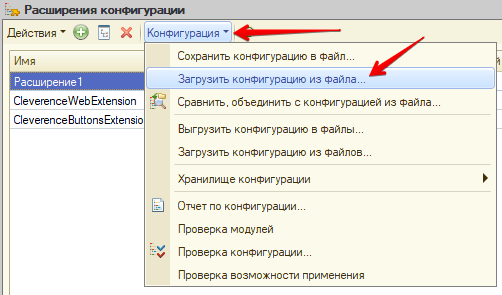 Расширения конфигурации
Действия Конфигурация
Имя
Расширение1
CleverenceWebExtension
CleverenceButtonsExtensio
Сохранить конфигурацию в файл...
Загрузить конфигурацию из файла...
Сравнить, объединить с конфигурацией из файла...
Выгрузить конфигурацию в файлы...
Загрузить конфигурацию из файлов...
Хранилище конфигурации
Отчет по конфигурации...
Проверка модулей
Проверка конфигурации...
Проверка возможности применения